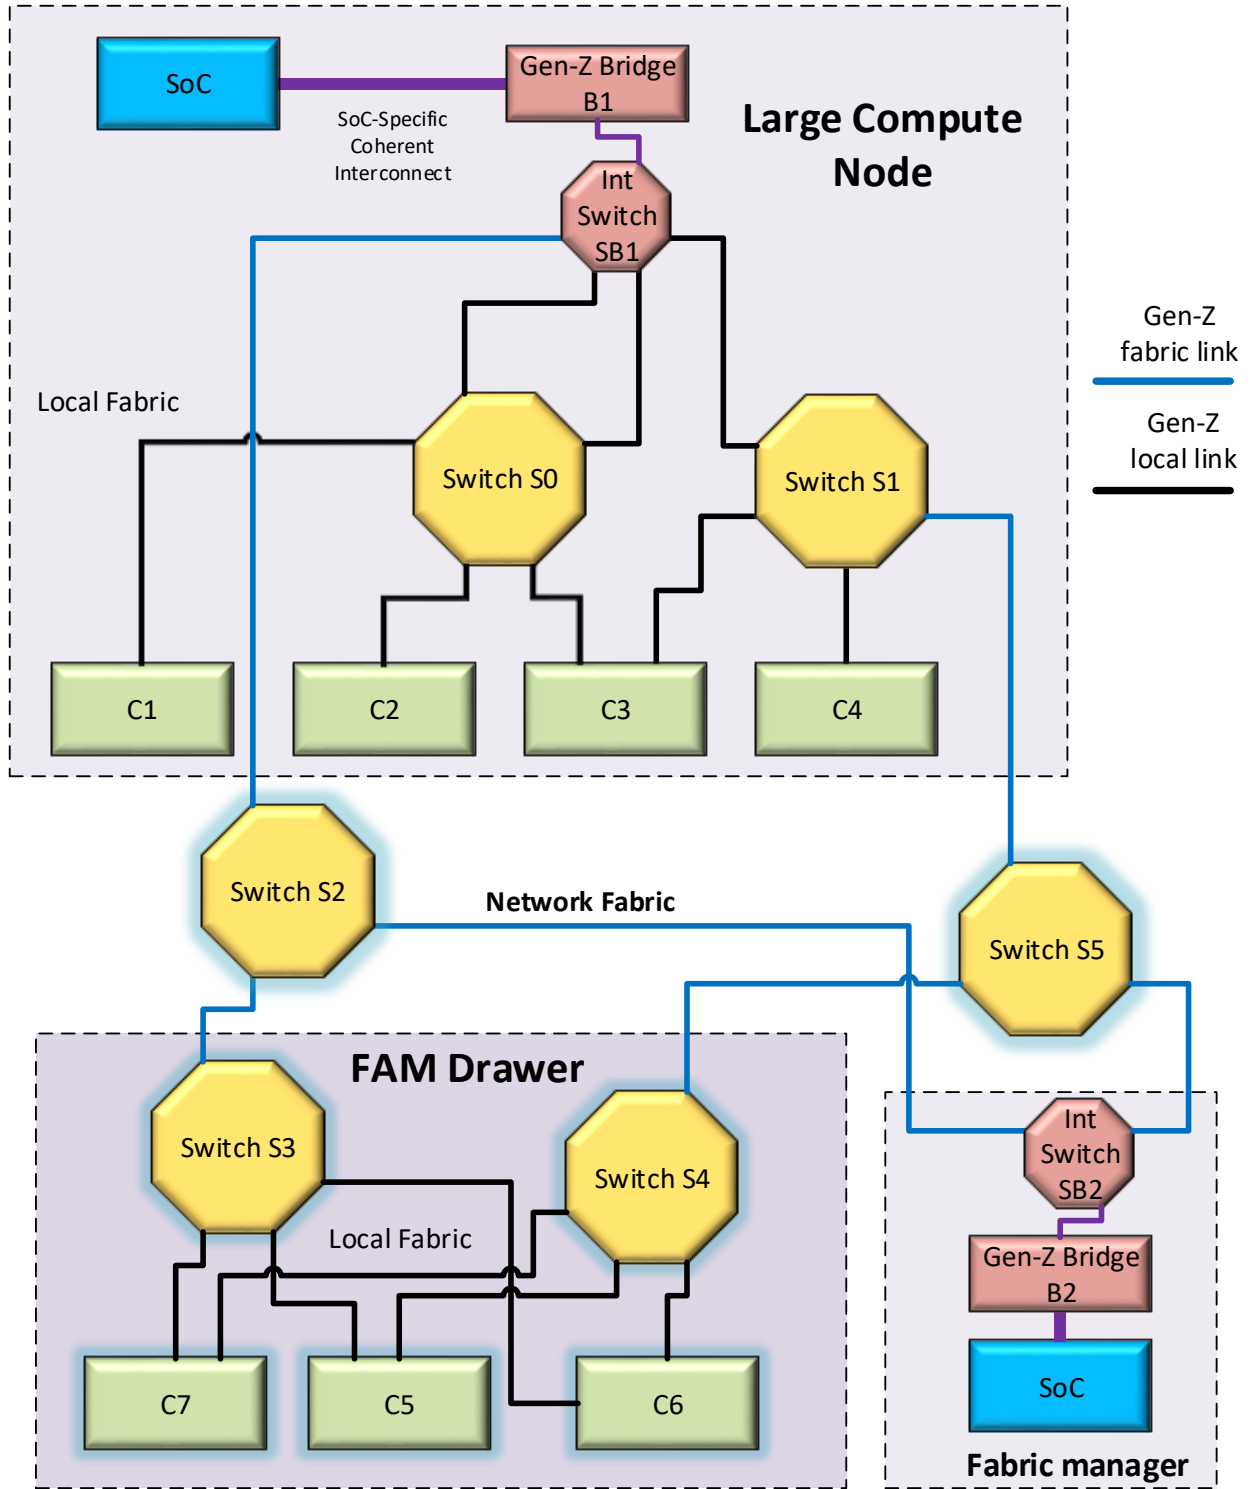 SoC
Gen-Z Bridge
B1
SoC-Specific
Coherent
Interconnect
Large Compute
Node
Int
Switch
SB1
Gen-Z
fabric link
Gen-Z
local link
Local Fabric
Switch S0
Switch S1
C1
C2
C3
C4
Switch S2
Network Fabric
Switch S5
FAM Drawer
Switch S3
Switch S4
Local Fabric
C7
C5
C6
Int
Switch
SB2
Gen-Z Bridge
B2
SoC
Fabric manager